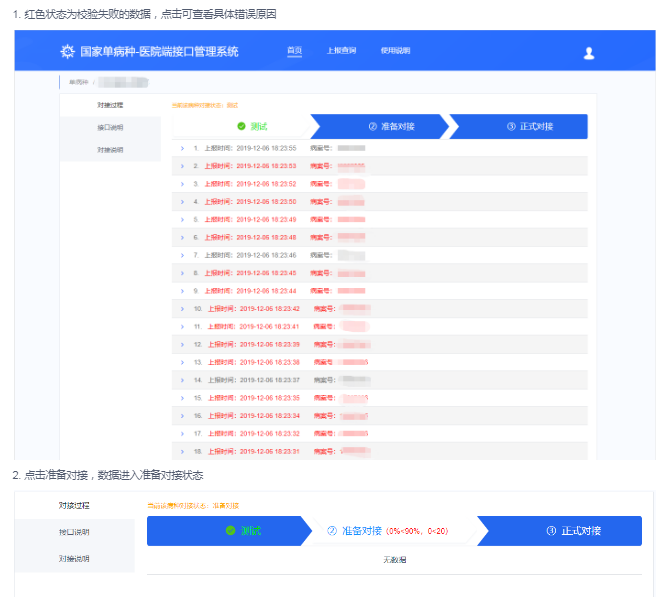 1. 红色状态为校验失败的数据，点击可查看具体错误原因
国家单病种-医院端接口管理系统 首页 上报查询 使用说明
单病种 /
对接过程
接口说明
对接说明
当前该病种对接状态：测试
测试 ② 准备对接 ③ 正式对接
1. 上报时间：2019-12-06 18:23:55 病案号：
2. 上报时间：2019-12-06 18:23:53 病案号：
3. 上报时间：2019-12-06 18:23:52 病案号：
4. 上报时间：2019-12-06 18:23:50 病案号：
5. 上报时间：2019-12-06 18:23:49 病案号：
6. 上报时间：2019-12-06 18:23:48 病案号：
7. 上报时间：2019-12-06 18:23:46 病案号：
8. 上报时间：2019-12-06 18:23:45 病案号：
9. 上报时间：2019-12-06 18:23:44 病案号：
10. 上报时间：2019-12-06 18:23:42 病案号：
11. 上报时间：2019-12-06 18:23:41 病案号：
12. 上报时间：2019-12-06 18:23:39 病案号：
13. 上报时间：2019-12-06 18:23:38 病案号：
14. 上报时间：2019-12-06 18:23:37 病案号：
15. 上报时间：2019-12-06 18:23:35 病案号：
16. 上报时间：2019-12-06 18:23:34 病案号：
17. 上报时间：2019-12-06 18:23:32 病案号：
18. 上报时间：2019-12-06 18:23:31 病案号：
2. 点击准备对接，数据进入准备对接状态
对接过程
接口说明
对接说明
当前该病种对接状态：准备对接
测试 ② 准备对接 (0%<90%，0<20) ③ 正式对接
无数据